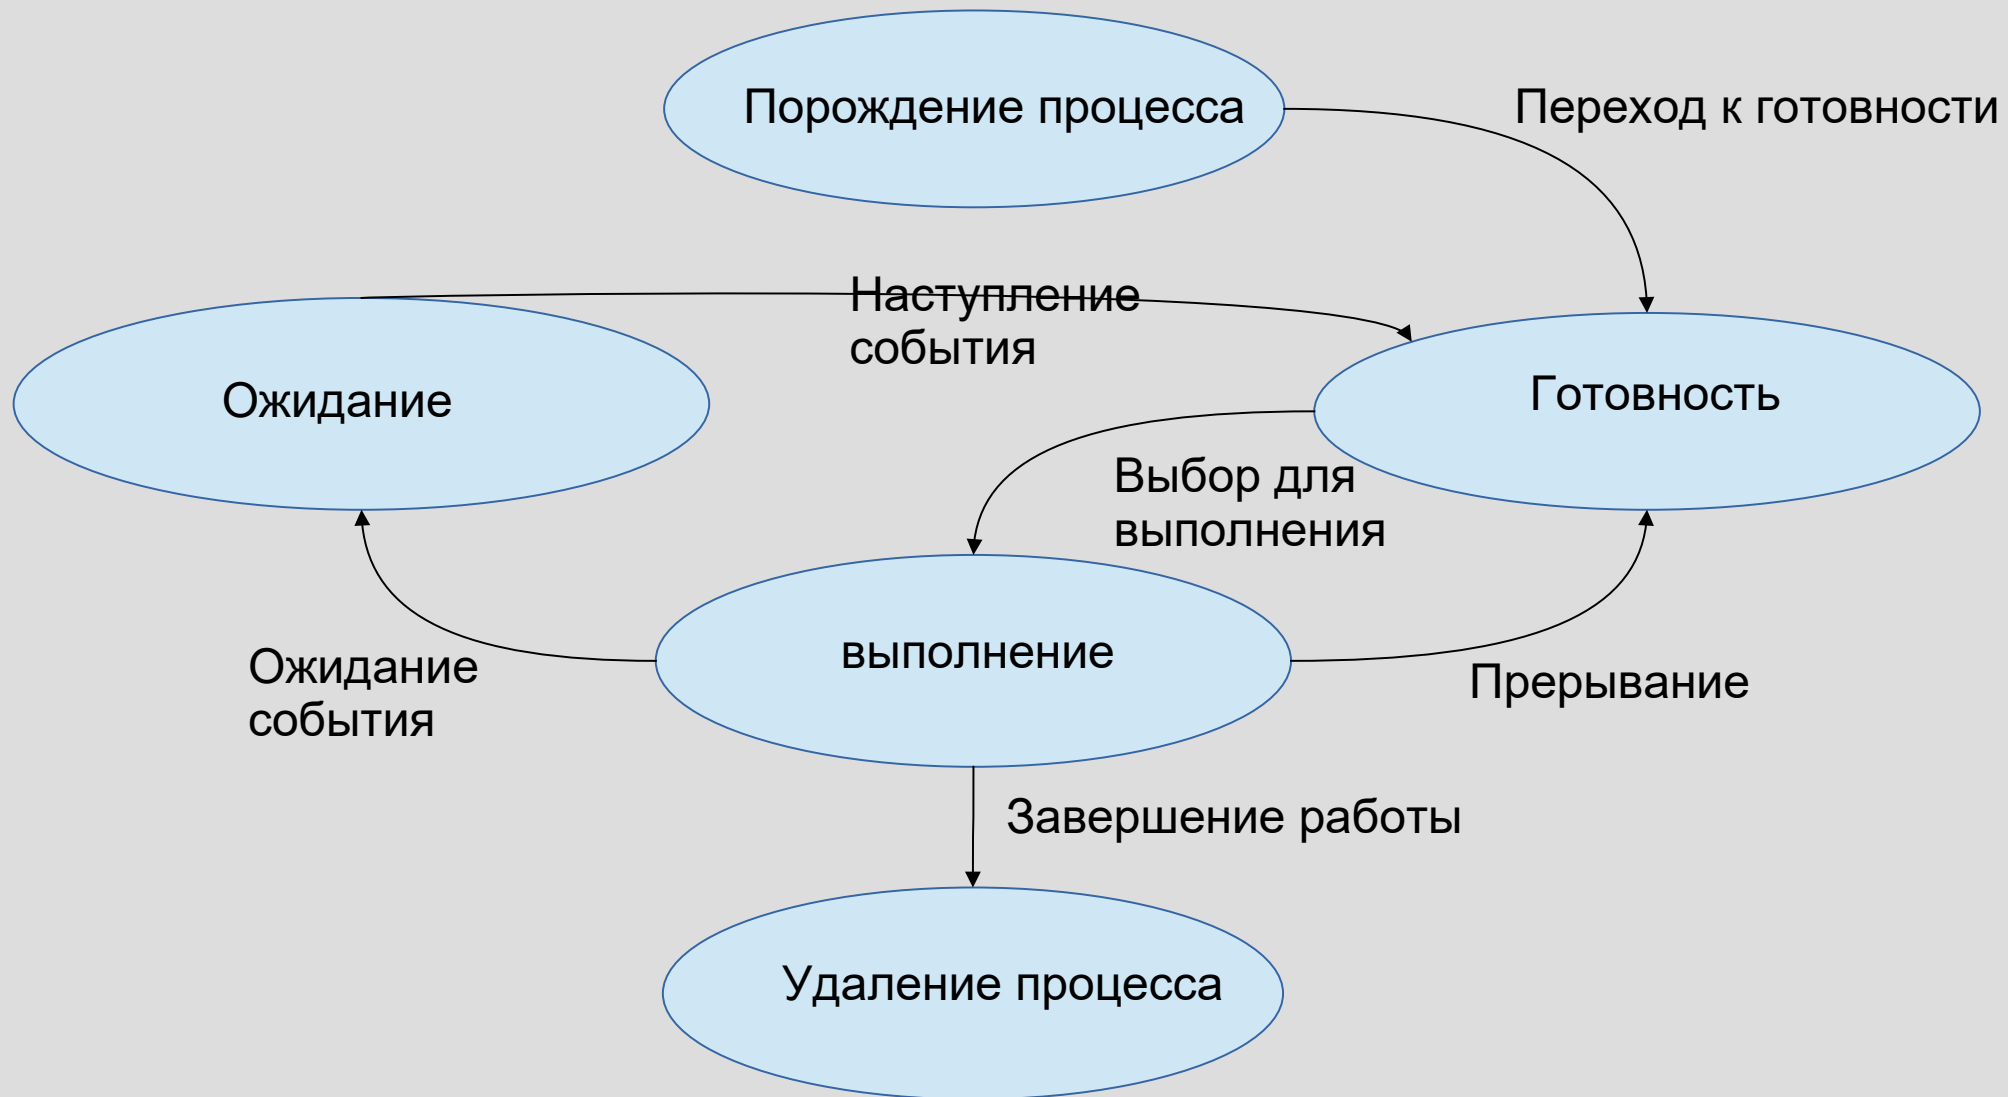 Порождение процесса
Переход к готовности
Наступление
события
Ожидание
Готовность
Выбор для
выполнения
выполнение
Ожидание
события
Прерывание
Завершение работы
Удаление процесса